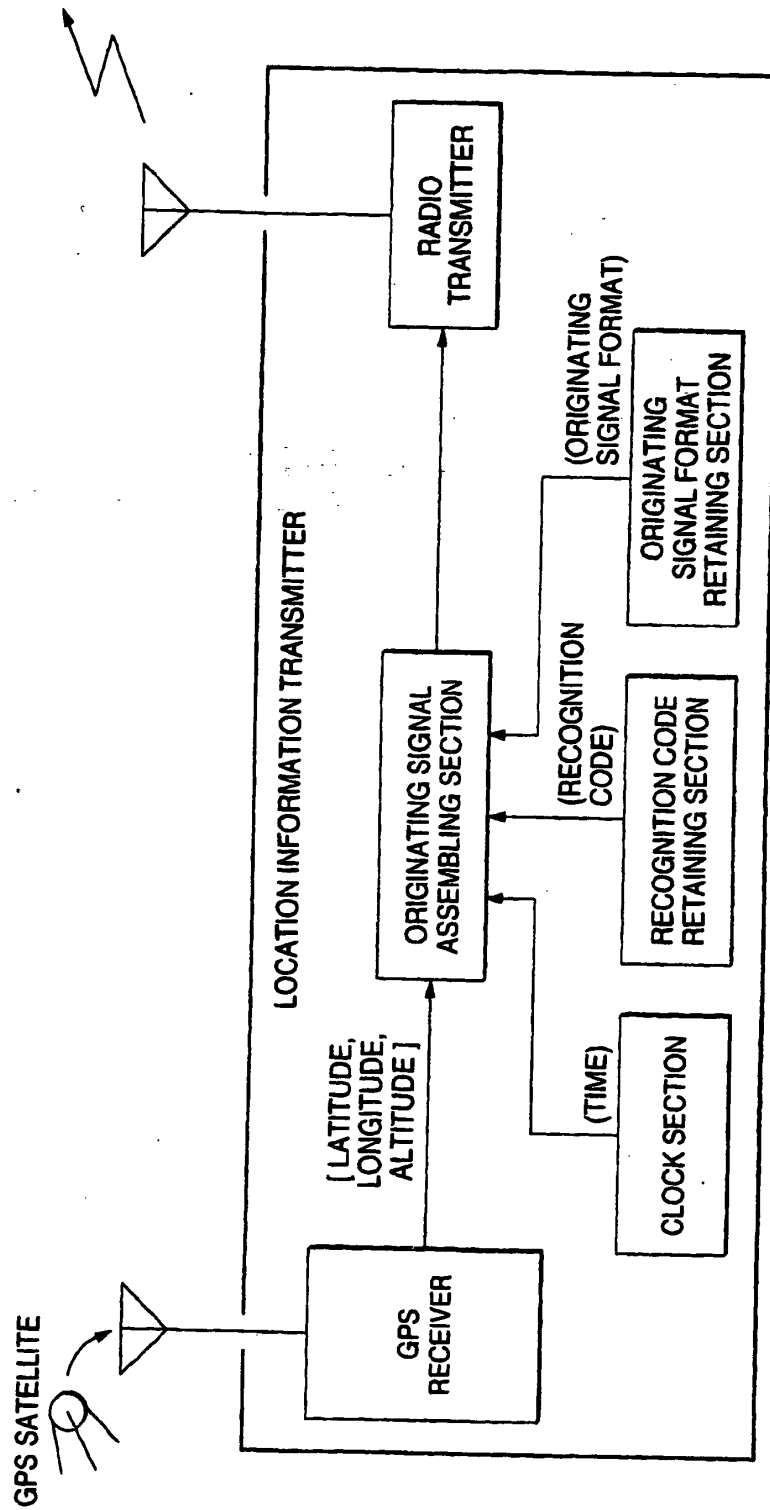 GPS SATELLITE
LOCATION INFORMATION TRANSMITTER
GPS
RECEIVER
[ LATITUDE,
LONGITUDE,
ALTITUDE ]
ORIGINATING SIGNAL
ASSEMBLING SECTION
RADIO
TRANSMITTER
(TIME)
CLOCK SECTION
(RECOGNITION
CODE)
RECOGNITION CODE
RETAINING SECTION
(ORIGINATING
SIGNAL FORMAT)
ORIGINATING
SIGNAL FORMAT
RETAINING SECTION